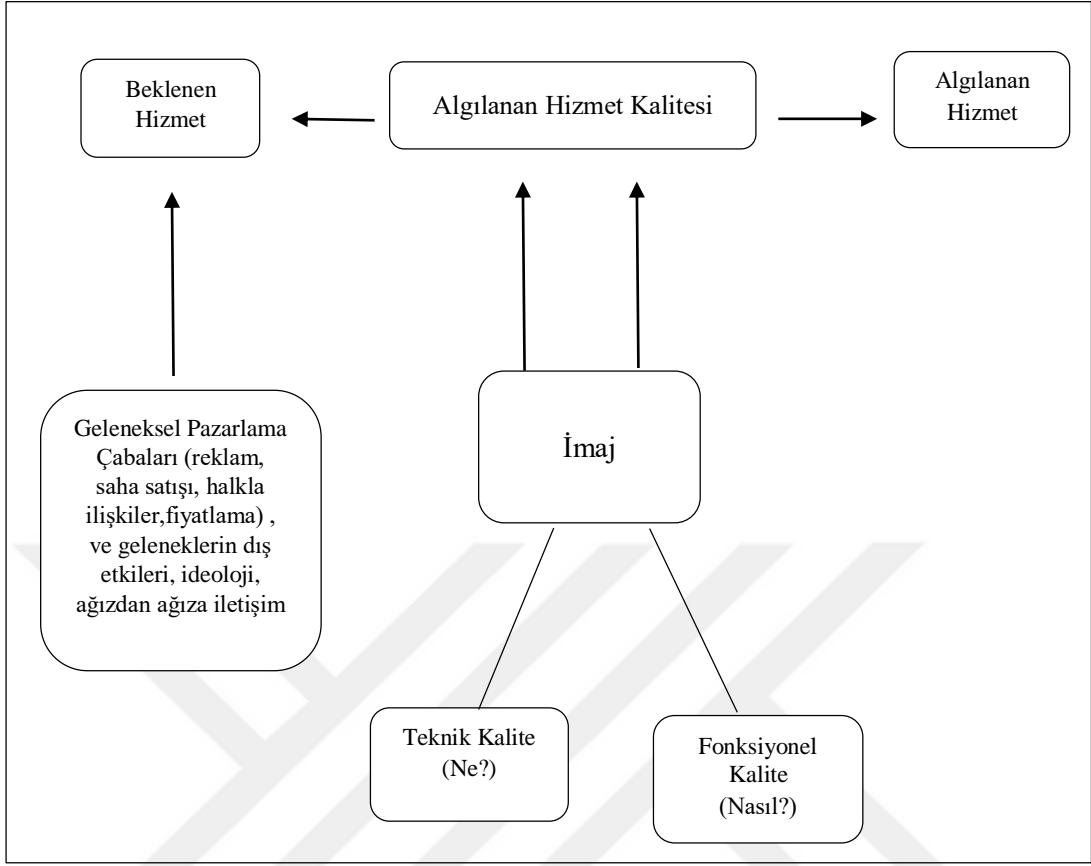 Beklenen
Hizmet
Algılanan Hizmet Kalitesi
Algılanan
Hizmet
Geleneksel Pazarlama
Çabaları (reklam,
saha satışı, halkla
ilişkiler,fiyatlama) ,
ve geleneklerin dış
etkileri, ideoloji,
ağızdan ağıza iletişim
İmaj
Teknik Kalite
(Ne?)
Fonksiyonel
Kalite
(Nasıl?)